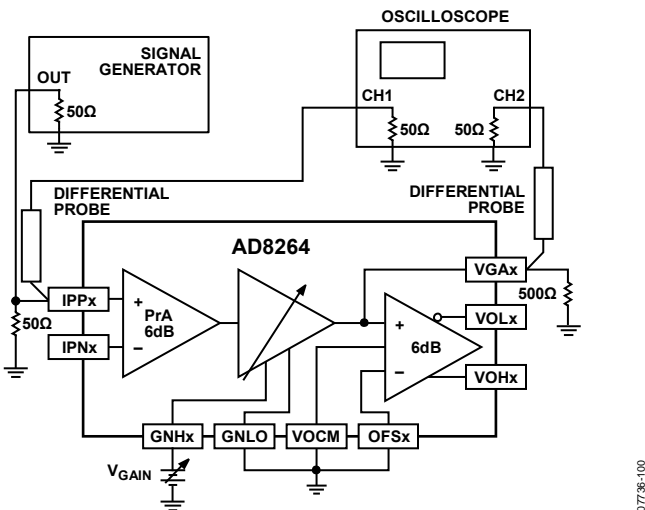 OSCILLOSCOPE
SIGNAL
GENERATOR
OUT
50Ω
CH1
CH2
50Ω
50Ω
DIFFERENTIAL
PROBE
DIFFERENTIAL
PROBE
AD8264
VGAx
IPPx
+
PrA
6dB
–
50Ω
IPNx
+
6dB
–
500Ω
VOLx
VOHx
GNHx
GNLO
VOCM
OFSx
VGAIN
07736-100